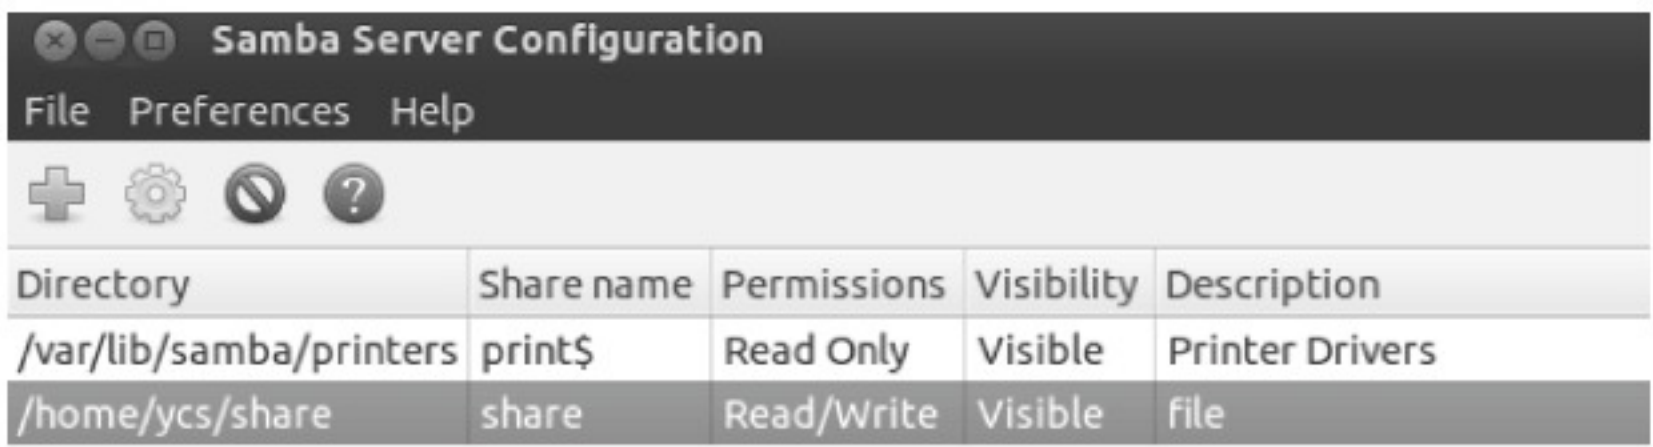 Samba Server Configuration
File Preferences Help
Directory Share name Permissions Visibility Description
/var/lib/samba/printers print$ Read Only Visible Printer Drivers
/home/ycs/share share Read/Write Visible file